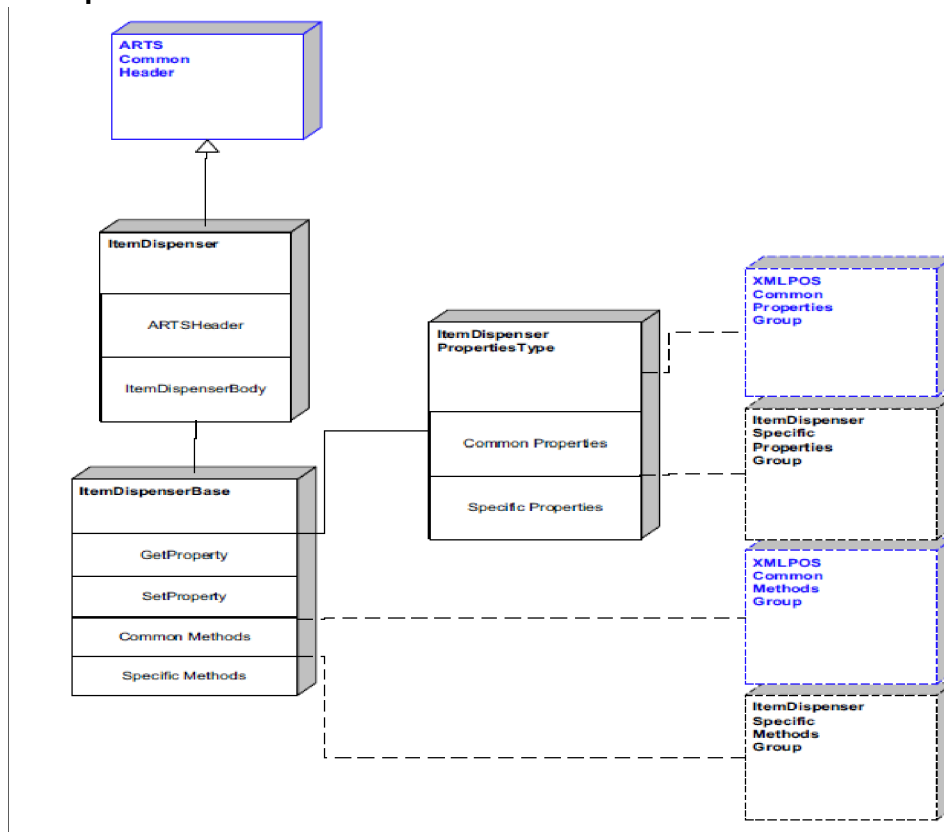 ARTS
Common
Header
ItemDispenser
ARTSHeader
ItemDispenserBody
ItemDispenserBase
GetProperty
SetProperty
Common Methods
Specific Methods
ItemDispenser
PropertiesType
Common Properties
Specific Properties
XMLPOS
Common
Properties
Group
ItemDispenser
Specific
Properties
Group
XMLPOS
Common
Methods
Group
ItemDispenser
Specific
Methods
Group